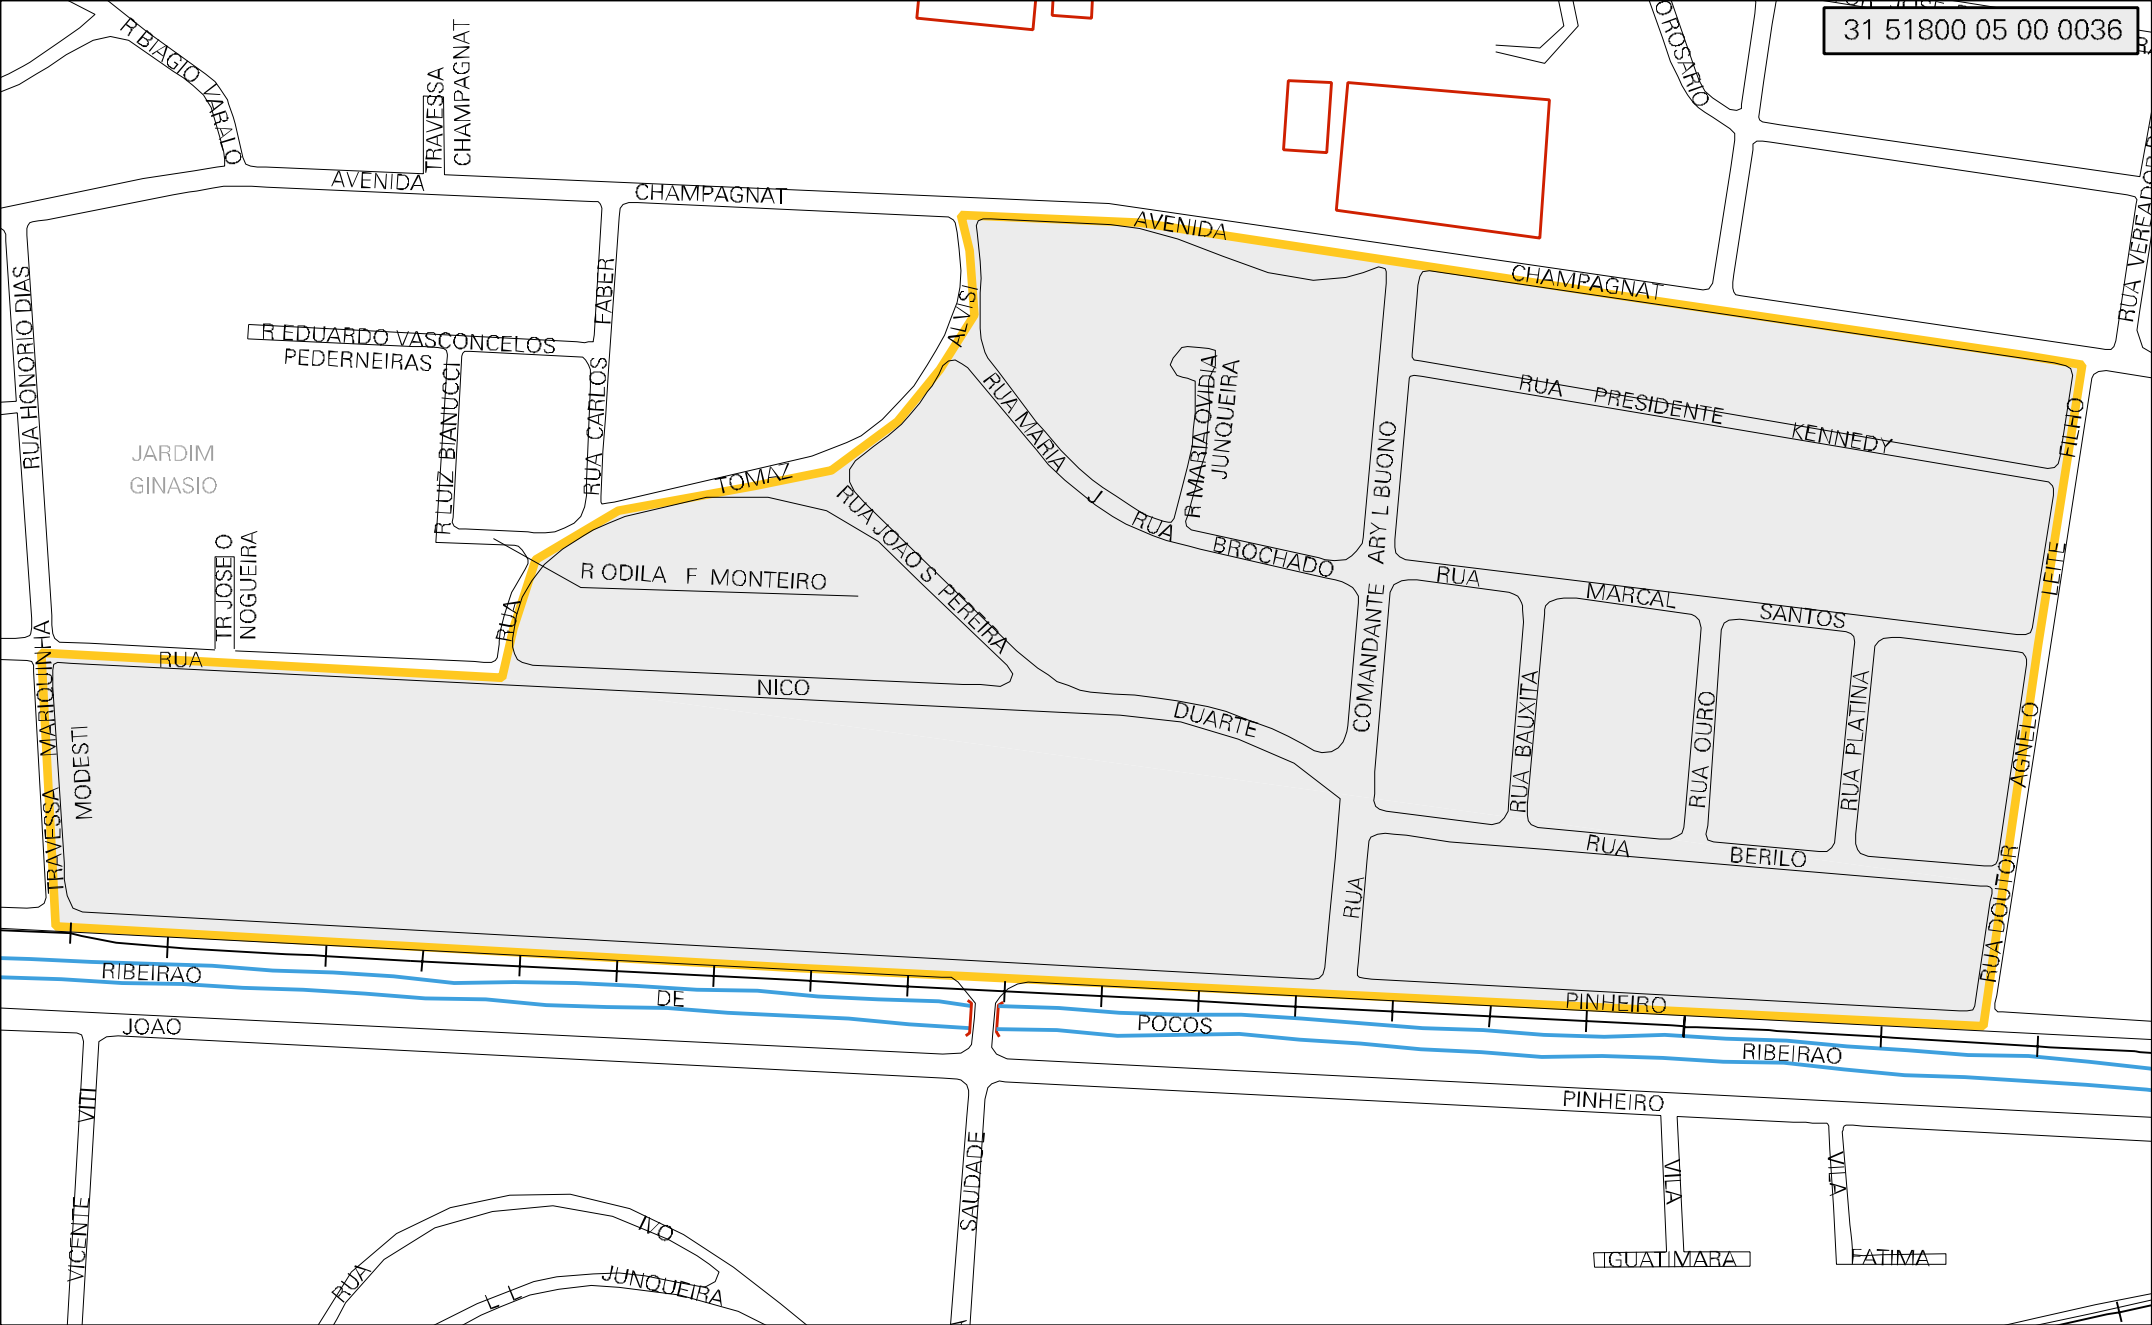 31 51800 05 00 0036
R BIAGIO VARALO
TRAVESSA
CHAMPAGNAT
OROSARIO
AVENIDA
CHAMPAGNAT
AVENIDA
CHAMPAGNAT
RUA VEREADOR
RUA HONORIO DIAS
FABER
RUA CARLOS
R EDUARDO VASCONCELOS
PEDERNEIRAS
R LUIZ BIANUCCI
JARDIM
GINASIO
TR JOSE O
NOGUEIRA
ALVISI
TOMAZ
RUA
R ODILA F MONTEIRO
RUA MARIA J
RUA
BROCHADO
R MARIA OVIDIA
JUNQUEIRA
RUA JOAO S PEREIRA
COMANDANTE ARY L BUONO
RUA
RUA PRESIDENTE KENNEDY
RUA MARCAL SANTOS
RUA DOUTOR AGNELO LEITE FILHO
RUA BAUXITA
RUA OURO
RUA PLATINA
RUA BERILO
RUA
NICO
DUARTE
TRAVESSA MARIQUINHA
MODESTI
RIBEIRAO
DE
POCOS
PINHEIRO
RIBEIRAO
JOAO
PINHEIRO
VICENTE VITI
SAUDADE
RUA
IVO
L L JUNQUEIRA
VILA
IGUATIMARA
VILA
FATIMA